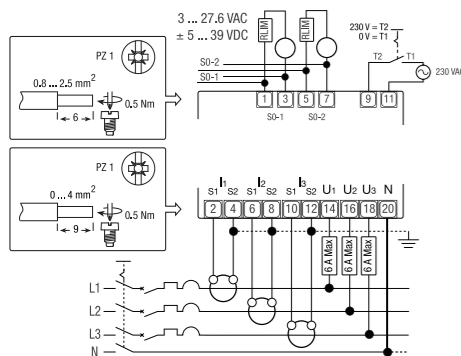 3 ... 27.6 VAC
± 5 ... 39 VDC
230 V = T2
0 V = T1
PZ 1
RLIM
RLIM
T2 T1
230 VAC
0.8 ... 2.5 mm²
S0-2
S0-1
0.5 Nm
6
1 3 5 7 9 11
S0-1 S0-2
PZ 1
0 ... 4 mm²
0.5 Nm
9
I1 I2 I3 U1 U2 U3 N
S1 S2 S1 S2 S1 S2
2 4 6 8 10 12 14 16 18 20
6 A Max
6 A Max
6 A Max
L1
L2
L3
N